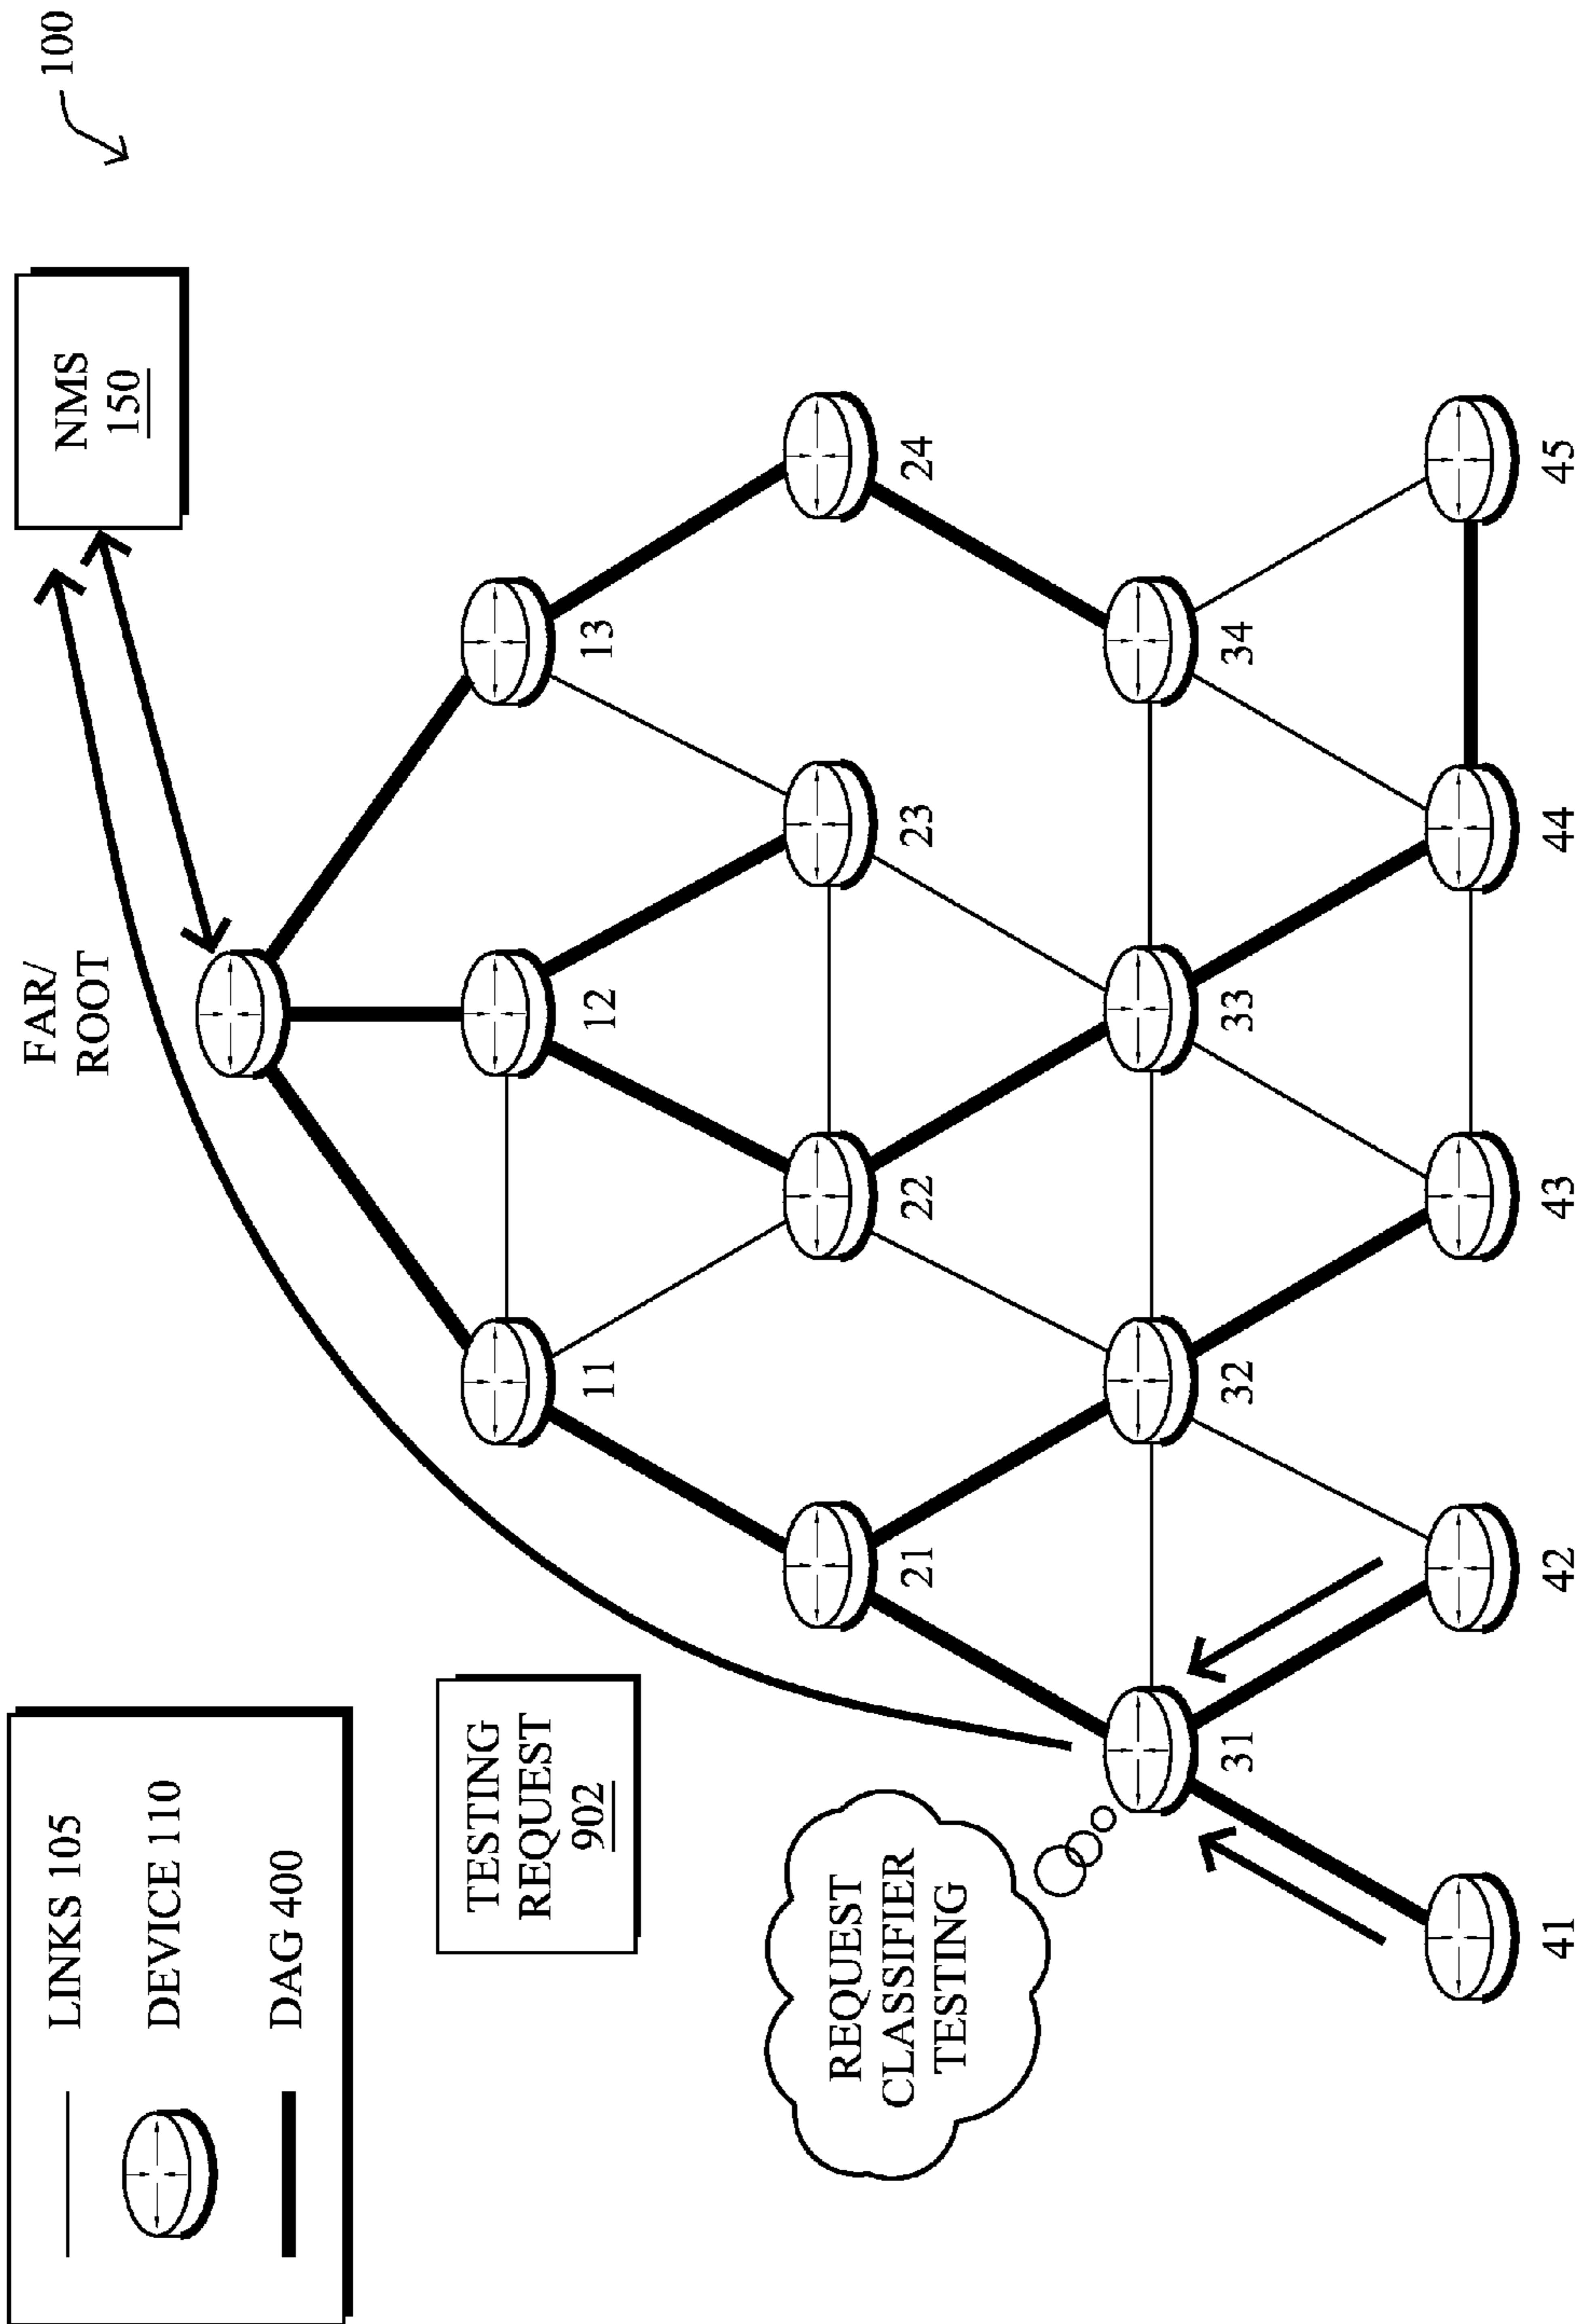 LINKS 105
DEVICE 110
DAG 400
TESTING
REQUEST
902
REQUEST
CLASSIFIER
TESTING
FAR/
ROOT
NMS
150
100
11
12
13
21
22
23
24
31
32
33
34
41
42
43
44
45